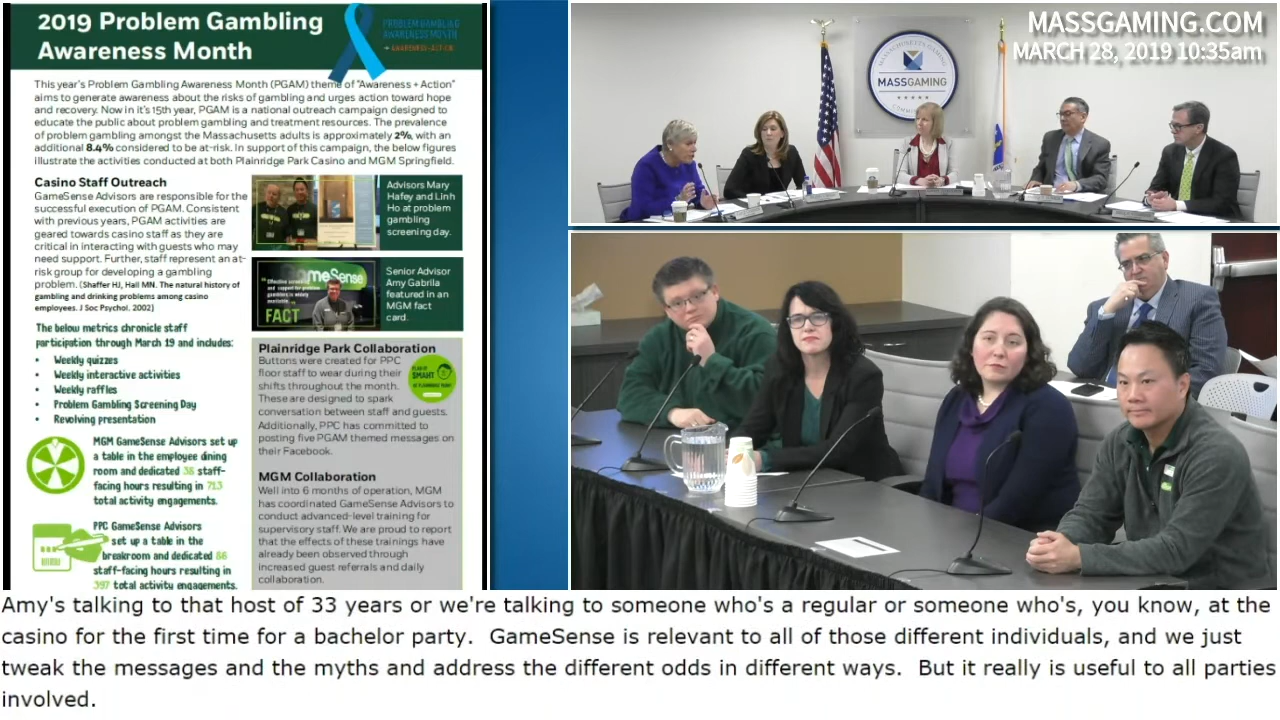 2019 Problem Gambling
Awareness Month
PROBLEM GAMBLING
AWARENESS MONTH
AWARENESS+ACTION
This year's Problem Gambling Awareness Month (PGAM) theme of "Awareness + Action"
aims to generate awareness about the risks of gambling and urges action toward hope
and recovery. Now in it's 15th year, PGAM is a national outreach campaign designed to
educate the public about problem gambling and treatment resources. The prevalence
of problem gambling amongst the Massachusetts adults is approximately 2%, with an
additional 8.4% considered to be at-risk. In support of this campaign, the below figures
illustrate the activities conducted at both Plainridge Park Casino and MGM Springfield.
Casino Staff Outreach
GameSense Advisors are responsible for the
successful execution of PGAM. Consistent
with previous years, PGAM activities are
geared towards casino staff as they are
critical in interacting with guests who may
need support. Further, staff represent an at-
risk group for developing a gambling
problem. (Shaffer HJ, Hall MN. The natural history of
gambling and drinking problems among casino
employees. J Soc Psychol. 2002)
The below metrics chronicle staff
participation through March 19 and includes:
• Weekly quizzes
• Weekly interactive activities
• Weekly raffles
• Problem Gambling Screening Day
• Revolving presentation
MGM GameSense Advisors set up
a table in the employee dining
room and dedicated 38 staff-
facing hours resulting in 713
total activity engagements.
PPC GameSense Advisors
set up a table in the
breakroom and dedicated 86
staff-facing hours resulting in
397 total activity engagements.
Advisors Mary
Hafey and Linh
Ho at problem
gambling
screening day.
GameSense
FACT
Senior Advisor
Amy Gabrila
featured in an
MGM fact
card.
Plainridge Park Collaboration
Buttons were created for PPC
floor staff to wear during their
shifts throughout the month.
These are designed to spark
conversation between staff and guests.
Additionally, PPC has committed to
posting five PGAM themed messages on
their Facebook.
PLAY IT
SMAHT
MGM Collaboration
Well into 6 months of operation, MGM
has coordinated GameSense Advisors to
conduct advanced-level training for
supervisory staff. We are proud to report
that the effects of these trainings have
already been observed through
increased guest referrals and daily
collaboration.
MASSGAMING.COM
MARCH 28, 2019 10:35am
MASSACHUSETTS GAMING
MASSGAMING
Amy's talking to that host of 33 years or we're talking to someone who's a regular or someone who's, you know, at the
casino for the first time for a bachelor party.  GameSense is relevant to all of those different individuals, and we just
tweak the messages and the myths and address the different odds in different ways.  But it really is useful to all parties
involved.